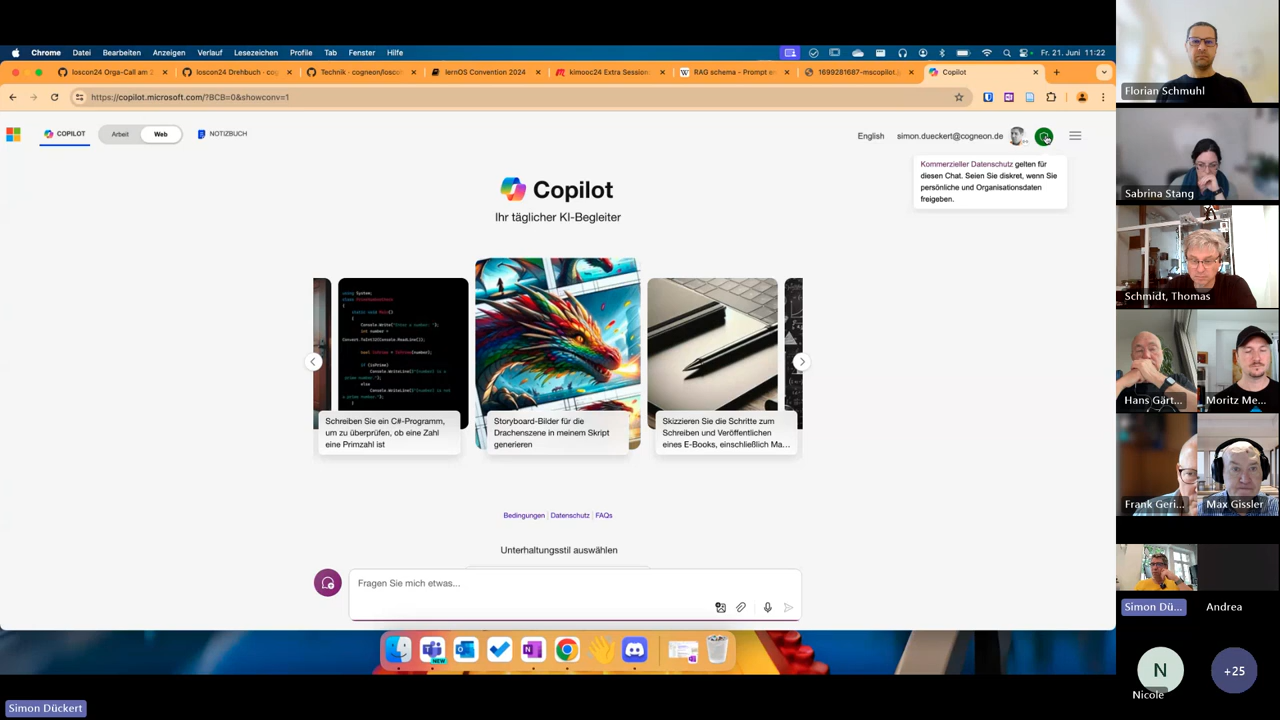 Chrome Datei Bearbeiten Anzeigen Verlauf Lesezeichen Profile Tab Fenster Hilfe Fr. 21. Juni 11:22
loscon24 Orga-Call am 2 loscon24 Drehbuch - cog Technik - cogneon/loscon lernOS Convention 2024 kimooc24 Extra Session RAG schema - Prompt e 1699281687-mscopilot.j Copilot
https://copilot.microsoft.com/?BCB=0&showconv=1
COPILOT Arbeit Web NOTIZBUCH English simon.dueckert@cogneon.de
Kommerzieller Datenschutz gelten für
diesen Chat. Seien Sie diskret, wenn Sie
persönliche und Organisationsdaten
freigeben.
Copilot
Ihr täglicher KI-Begleiter
Schreiben Sie ein C#-Programm,
um zu überprüfen, ob eine Zahl
eine Primzahl ist
Storyboard-Bilder für die
Drachenszene in meinem Skript
generieren
Skizzieren Sie die Schritte zum
Schreiben und Veröffentlichen
eines E-Books, einschließlich Ma...
Bedingungen Datenschutz FAQs
Unterhaltungsstil auswählen
Fragen Sie mich etwas...
NEW
Simon Dückert
Florian Schmuhl
Sabrina Stang
Schmidt, Thomas
Hans Gärt... Moritz Me...
Frank Geri... Max Gissler
Simon Dü... Andrea
N +25
Nicole